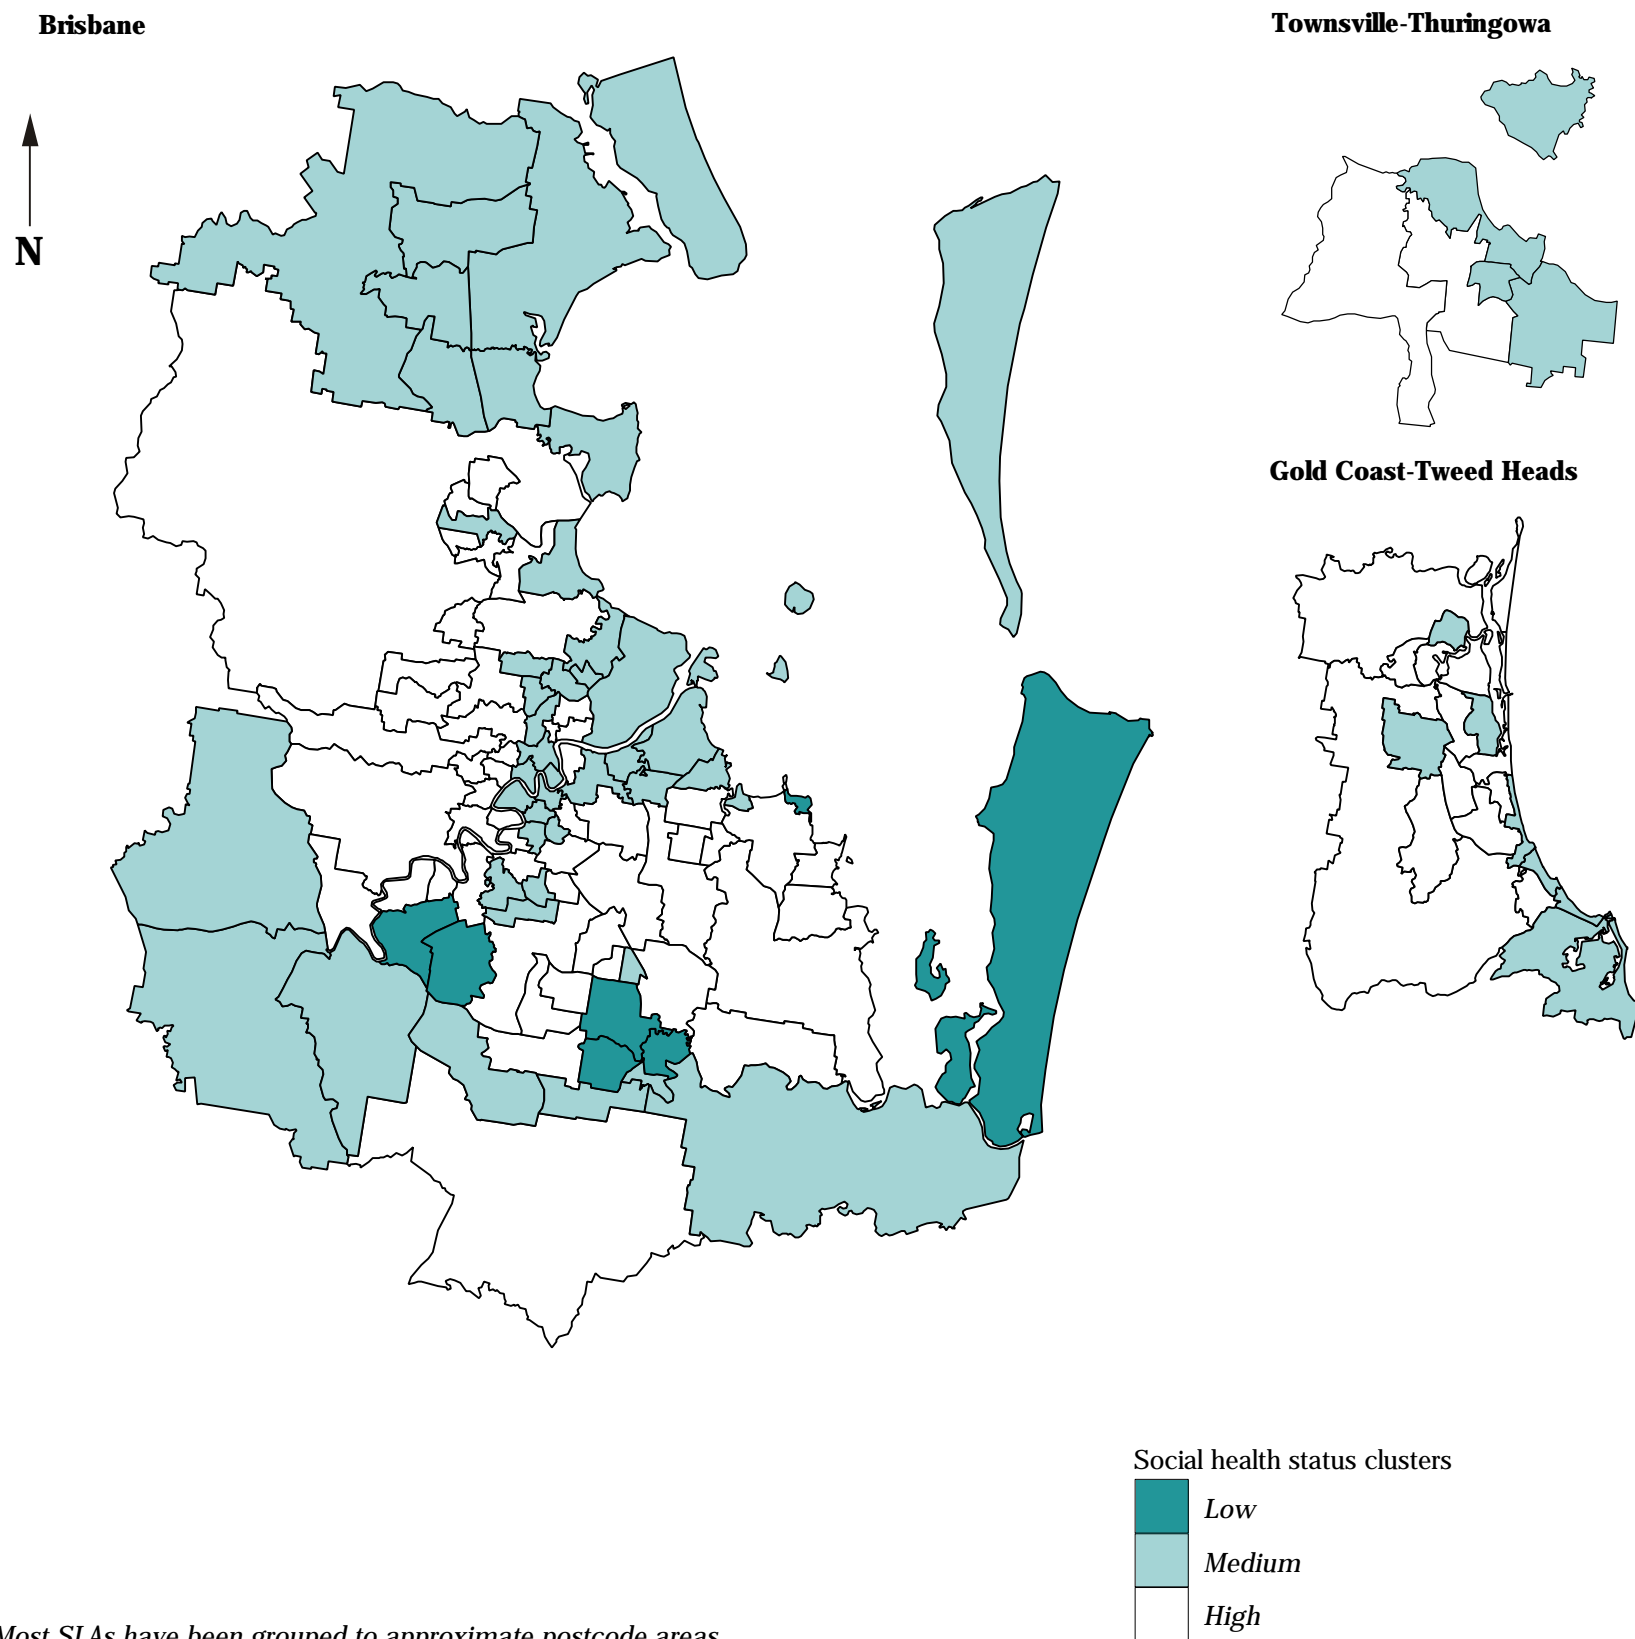 Brisbane
Townsville-Thuringowa
N
Gold Coast-Tweed Heads
Social health status clusters
Low
Medium
High
Most SLAs have been grouped to approximate postcode areas